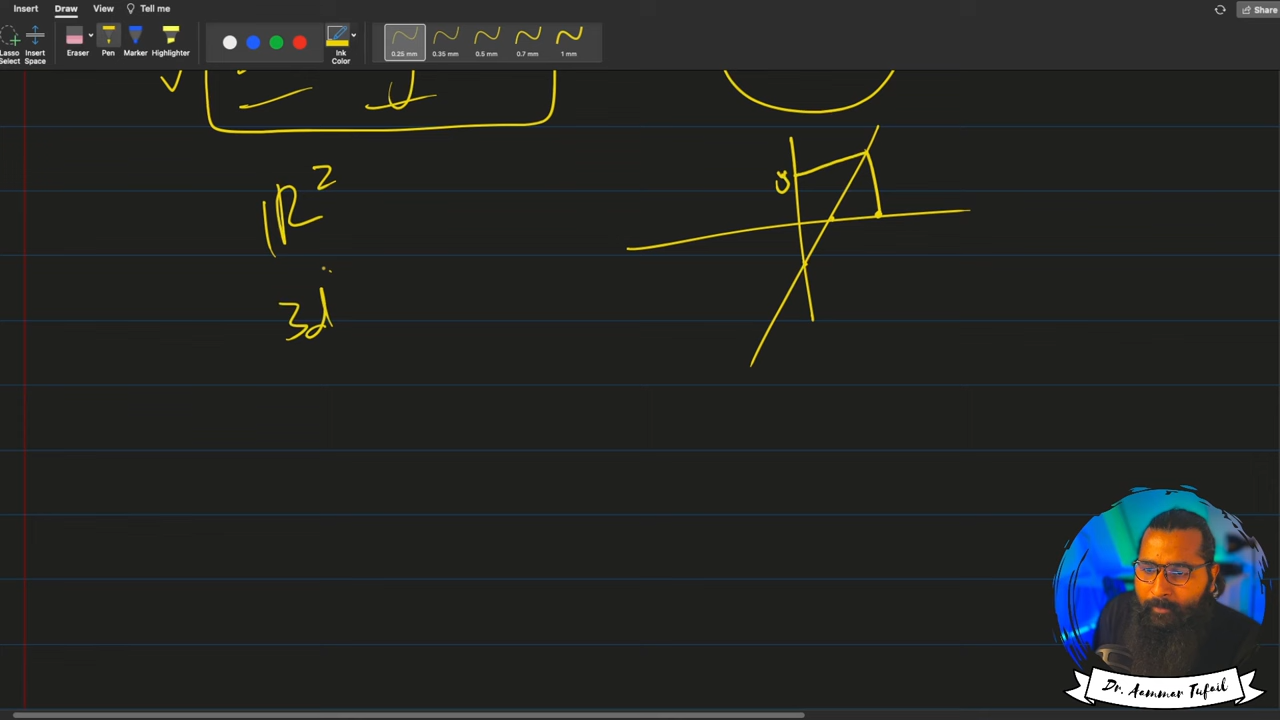 Insert Draw View Tell me
Share
Lasso Select
Insert Space
Eraser
Pen
Marker
Highlighter
Ink Color
0.25 mm
0.35 mm
0.5 mm
0.7 mm
1 mm
ℝ²
y
3d
Dr. Aammar Tufail